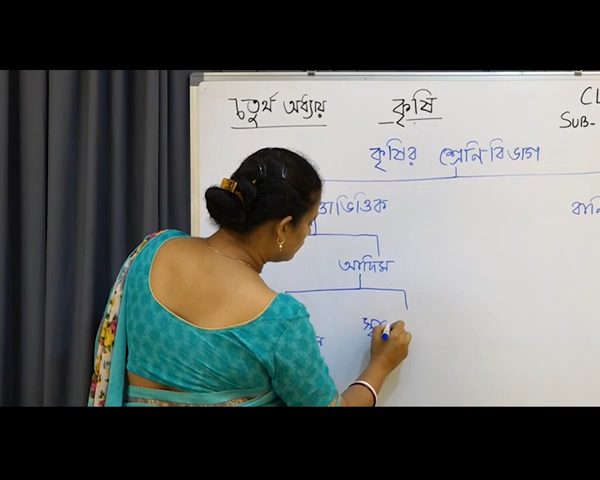 চতুর্থ অধ্যায় কৃষি CL
SUB-
কৃষির শ্রেণিবিভাগ
ভিত্তিক বানি
আদিম